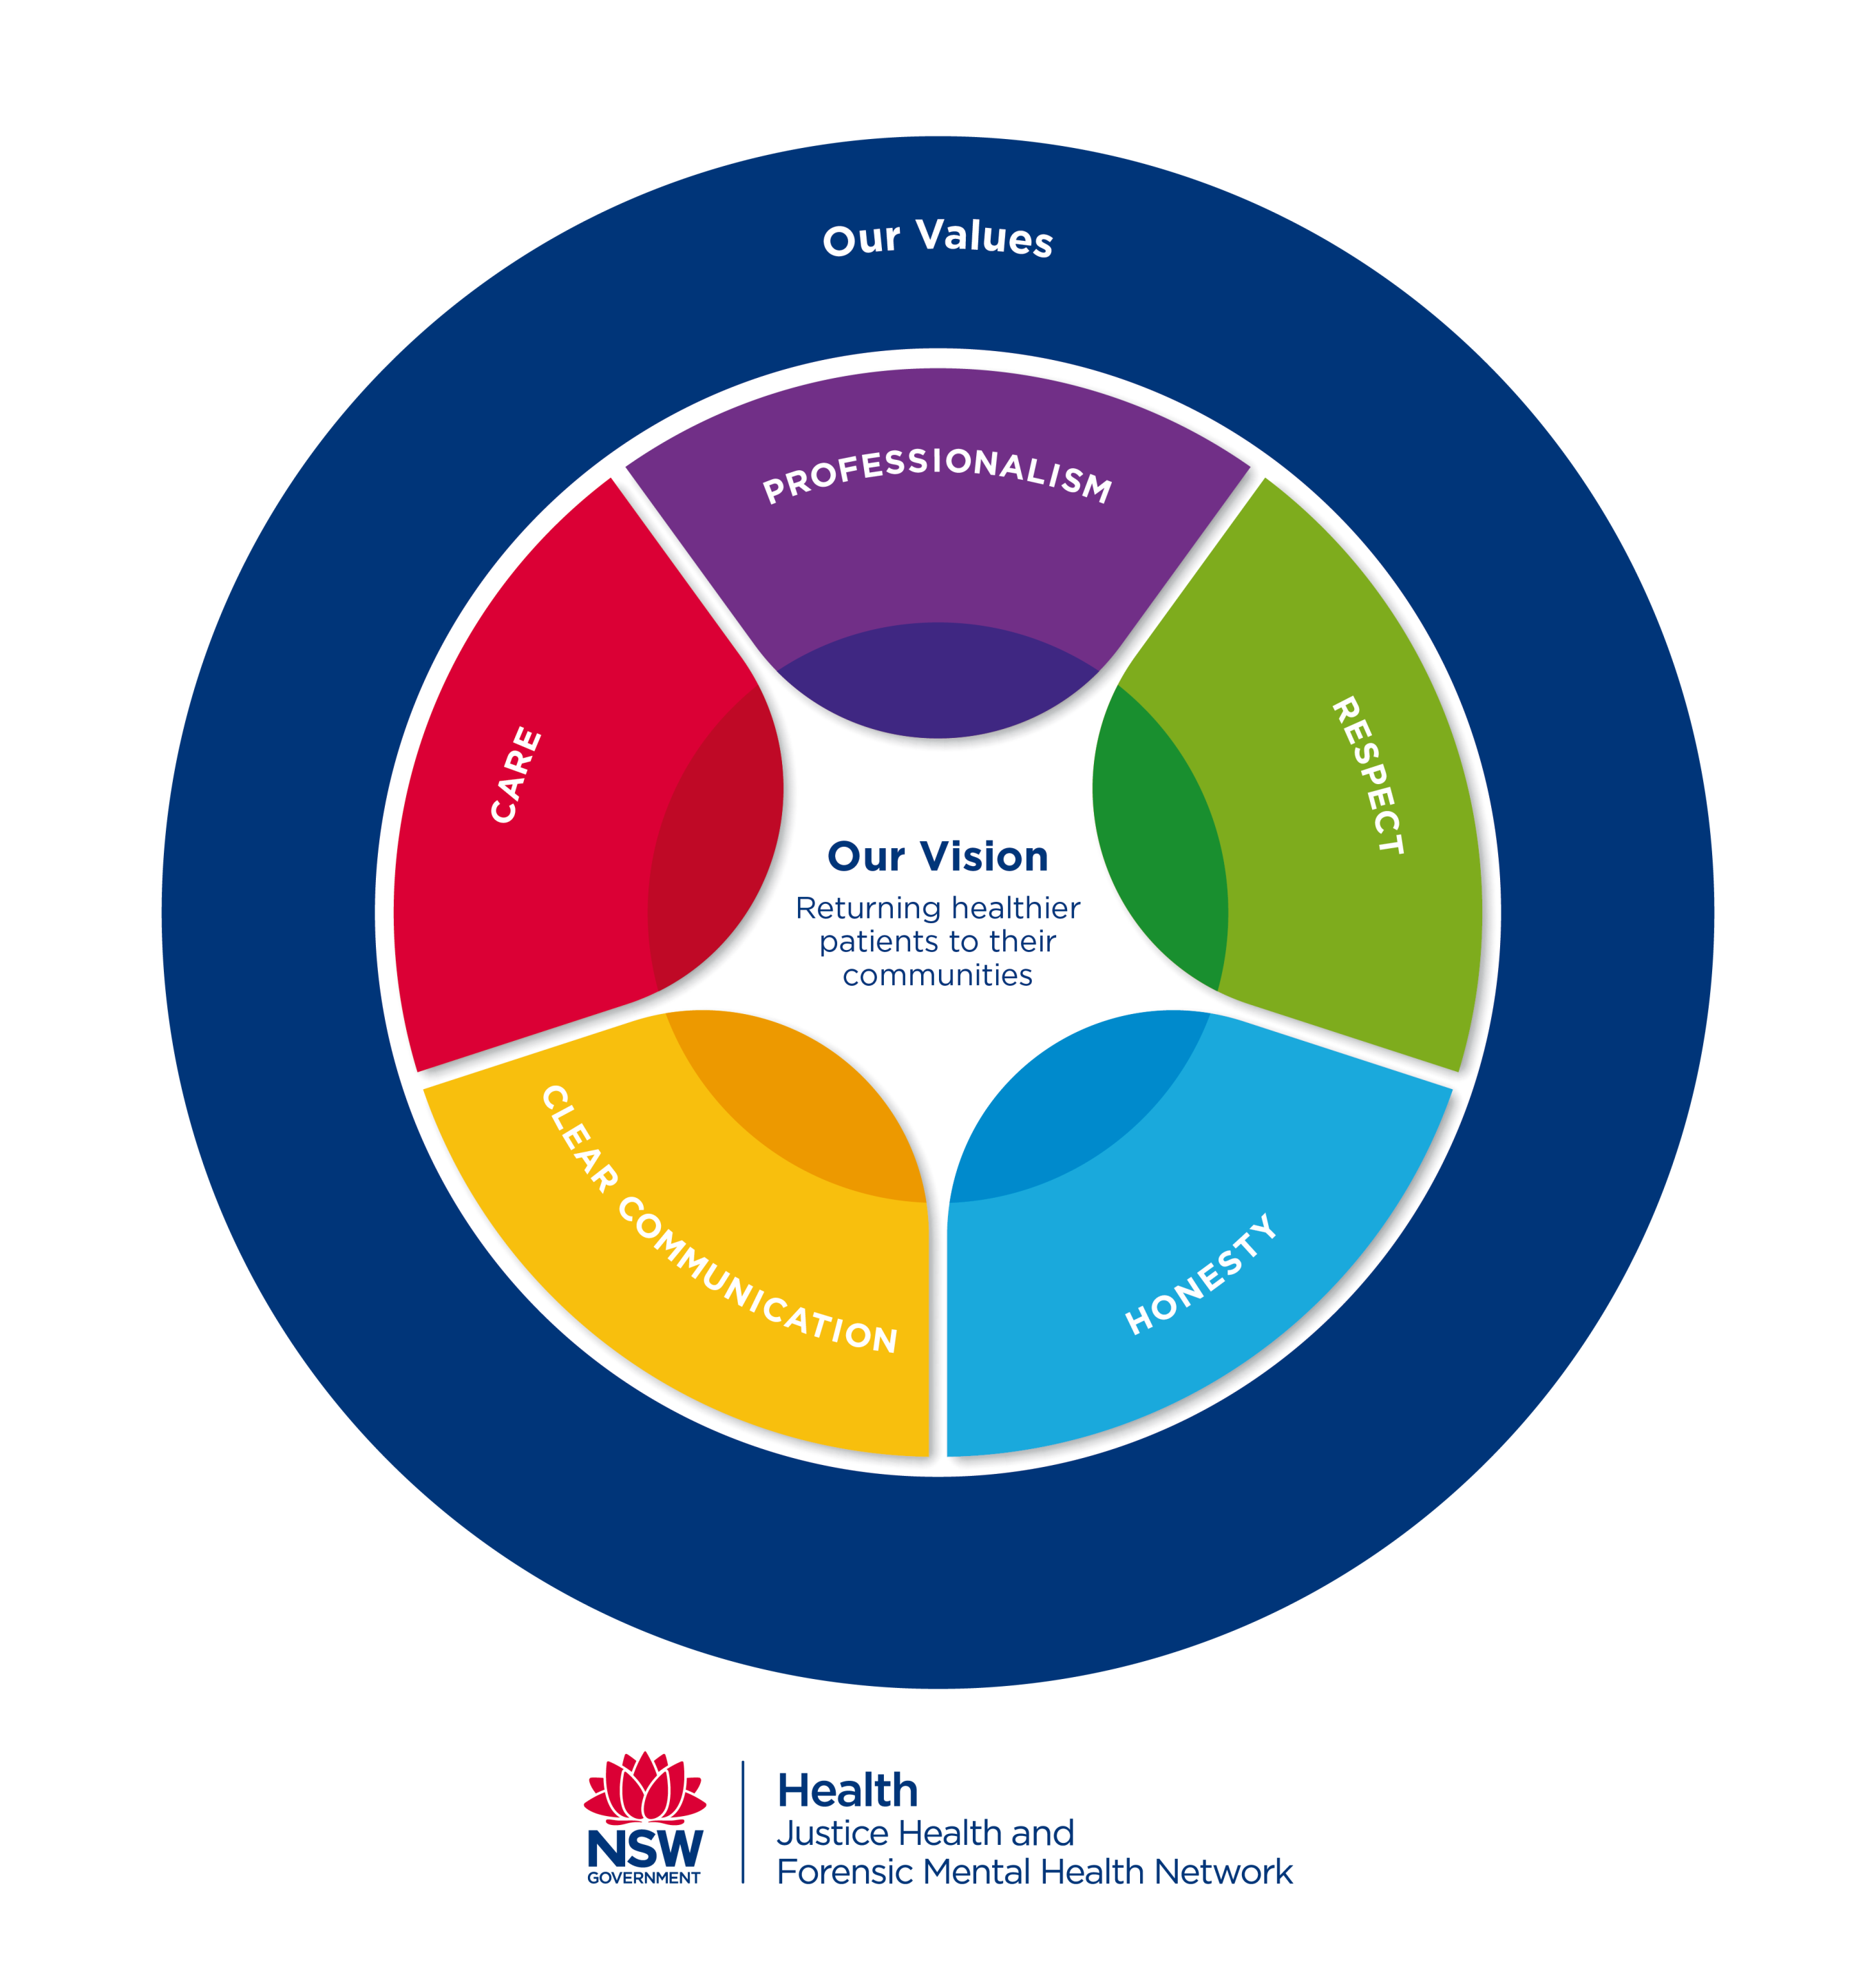 Our Values
PROFESSIONALISM
RESPECT
HONESTY
CLEAR COMMUNICATION
CARE
Our Vision
Returning healthier
patients to their
communities
NSW
GOVERNMENT
Health
Justice Health and
Forensic Mental Health Network